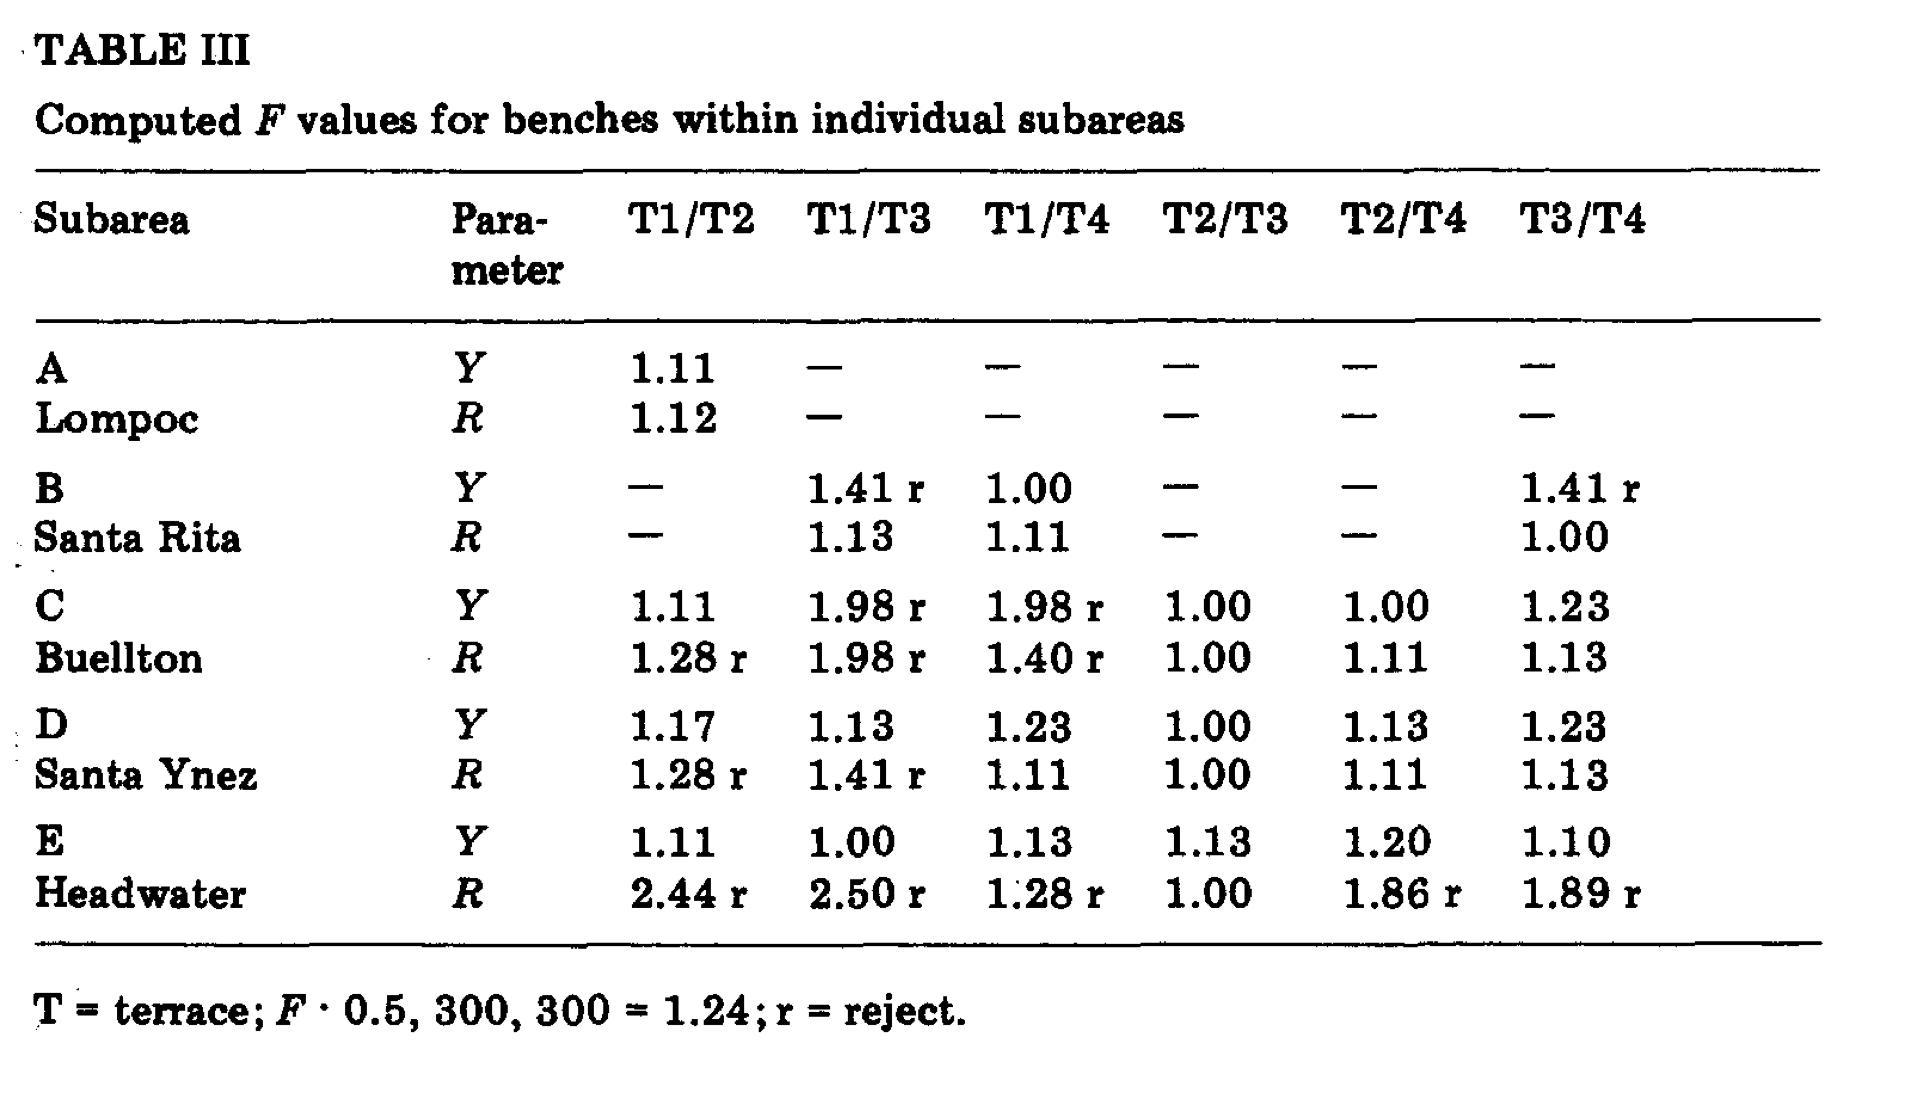 TABLE III
Computed F values for benches within individual subareas
Subarea Para- T1/T2 T1/T3 T1/T4 T2/T3 T2/T4 T3/T4
meter
A Y 1.11 — — — — —
Lompoc R 1.12 — — — — —
B Y — 1.41 r 1.00 — — 1.41 r
Santa Rita R — 1.13 1.11 — — 1.00
C Y 1.11 1.98 r 1.98 r 1.00 1.00 1.23
Buellton R 1.28 r 1.98 r 1.40 r 1.00 1.11 1.13
D Y 1.17 1.13 1.23 1.00 1.13 1.23
Santa Ynez R 1.28 r 1.41 r 1.11 1.00 1.11 1.13
E Y 1.11 1.00 1.13 1.13 1.20 1.10
Headwater R 2.44 r 2.50 r 1.28 r 1.00 1.86 r 1.89 r
T = terrace; F · 0.5, 300, 300 = 1.24; r = reject.